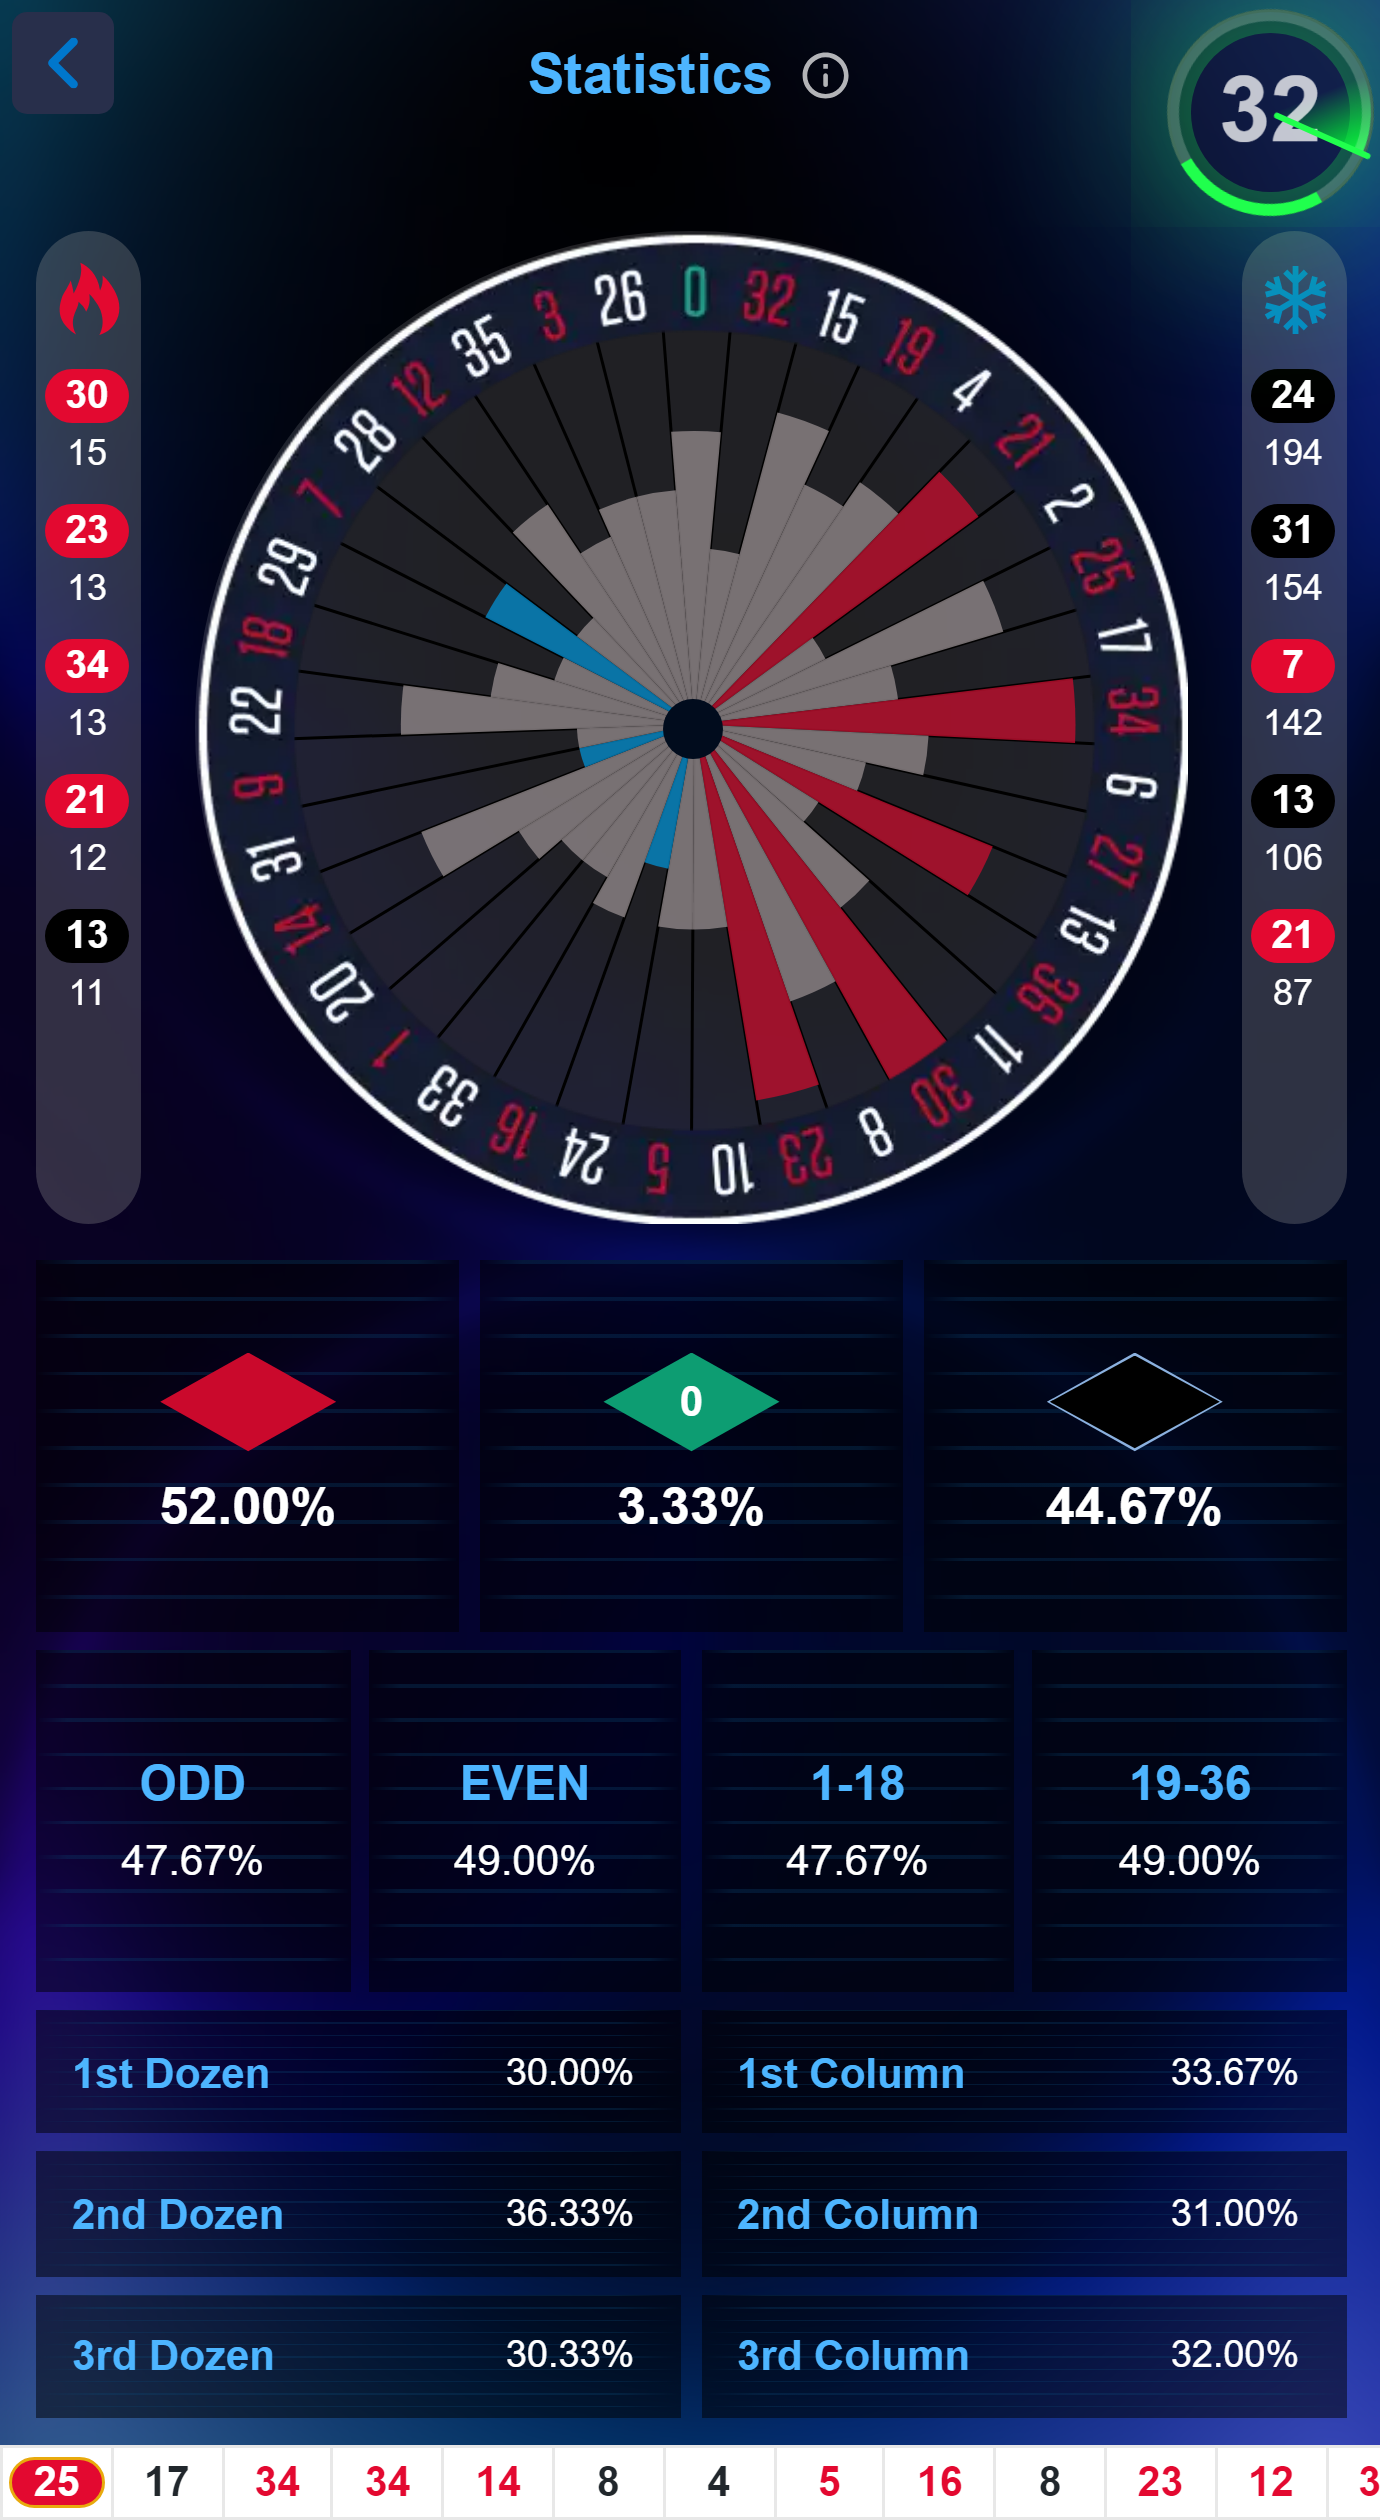 Statistics
32
0 32 15 19 4 21 2 25 17 34 6 27 13 36 11 30 8 23 10 5 24 16 33 1 20 14 31 9 22 18 29 7 28 12 35 3 26
30
15
23
13
34
13
21
12
13
11
24
194
31
154
7
142
13
106
21
87
0
52.00% 3.33% 44.67%
ODD EVEN 1-18 19-36
47.67% 49.00% 47.67% 49.00%
1st Dozen 30.00% 1st Column 33.67%
2nd Dozen 36.33% 2nd Column 31.00%
3rd Dozen 30.33% 3rd Column 32.00%
25 17 34 34 14 8 4 5 16 8 23 12